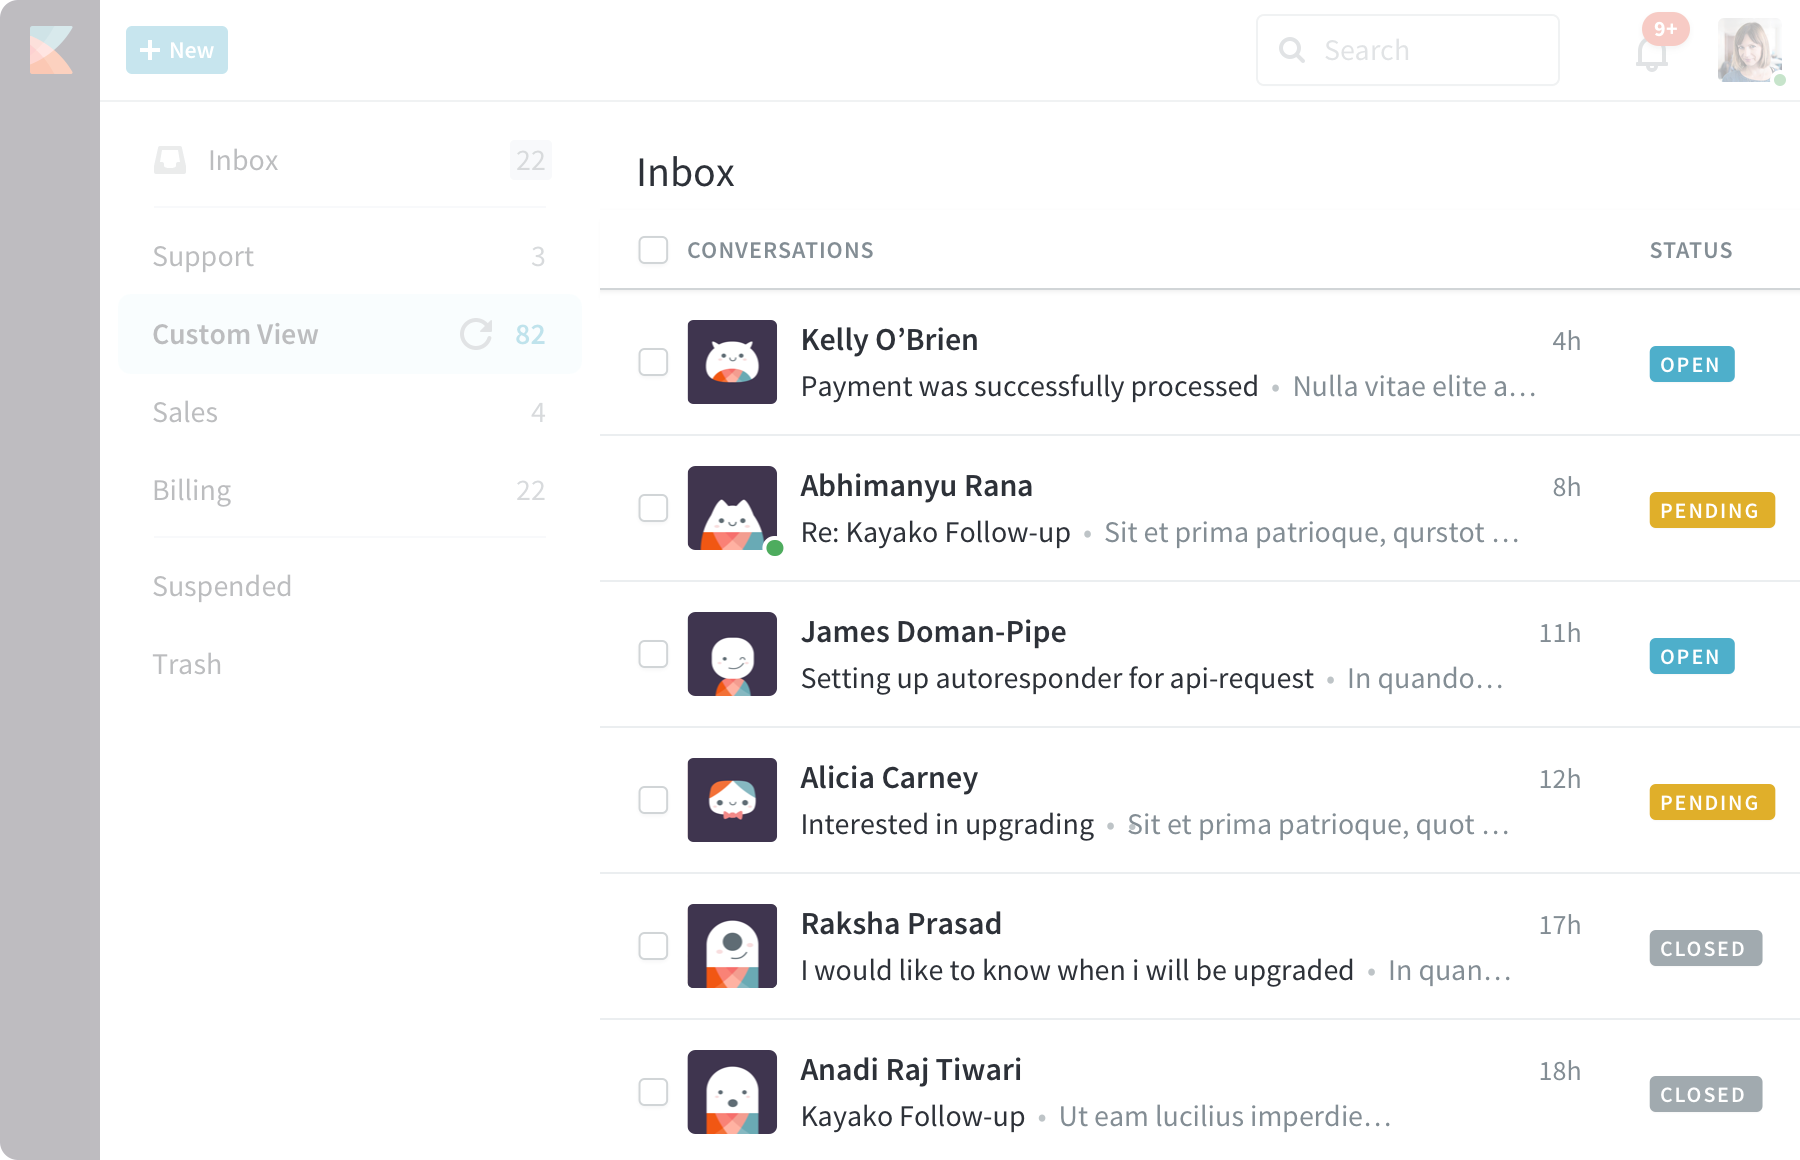 New
Search
9+
Inbox 22
Support 3
Custom View 82
Sales 4
Billing 22
Suspended
Trash
Inbox
CONVERSATIONS STATUS
Kelly O’Brien 4h
OPEN
Payment was successfully processed • Nulla vitae elite a…
Abhimanyu Rana 8h
PENDING
Re: Kayako Follow-up • Sit et prima patrioque, qurstot …
James Doman-Pipe 11h
OPEN
Setting up autoresponder for api-request • In quando…
Alicia Carney 12h
PENDING
Interested in upgrading • Sit et prima patrioque, quot …
Raksha Prasad 17h
CLOSED
I would like to know when i will be upgraded • In quan…
Anadi Raj Tiwari 18h
CLOSED
Kayako Follow-up • Ut eam lucilius imperdie…